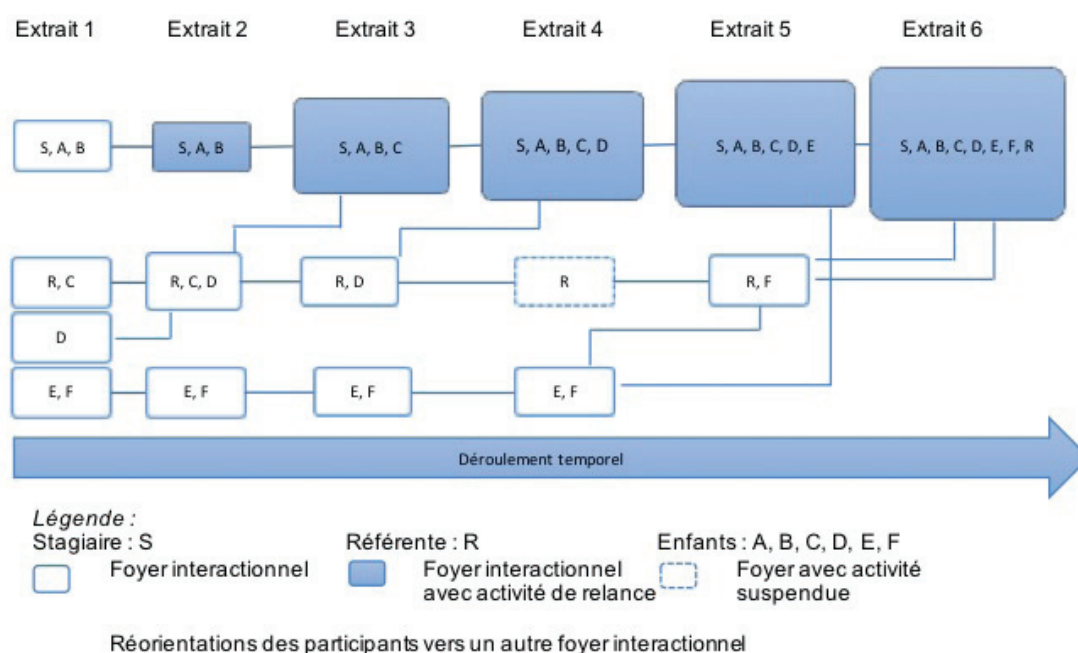 Extrait 1 Extrait 2 Extrait 3 Extrait 4 Extrait 5 Extrait 6
S, A, B S, A, B S, A, B, C S, A, B, C, D S, A, B, C, D, E S, A, B, C, D, E, F, R
R, C R, C, D R, D R R, F
D
E, F E, F E, F E, F
Déroulement temporel
Légende :
Stagiaire : S Référente : R Enfants : A, B, C, D, E, F
Foyer interactionnel Foyer interactionnel Foyer avec activité
avec activité de relance suspendue
Réorientations des participants vers un autre foyer interactionnel